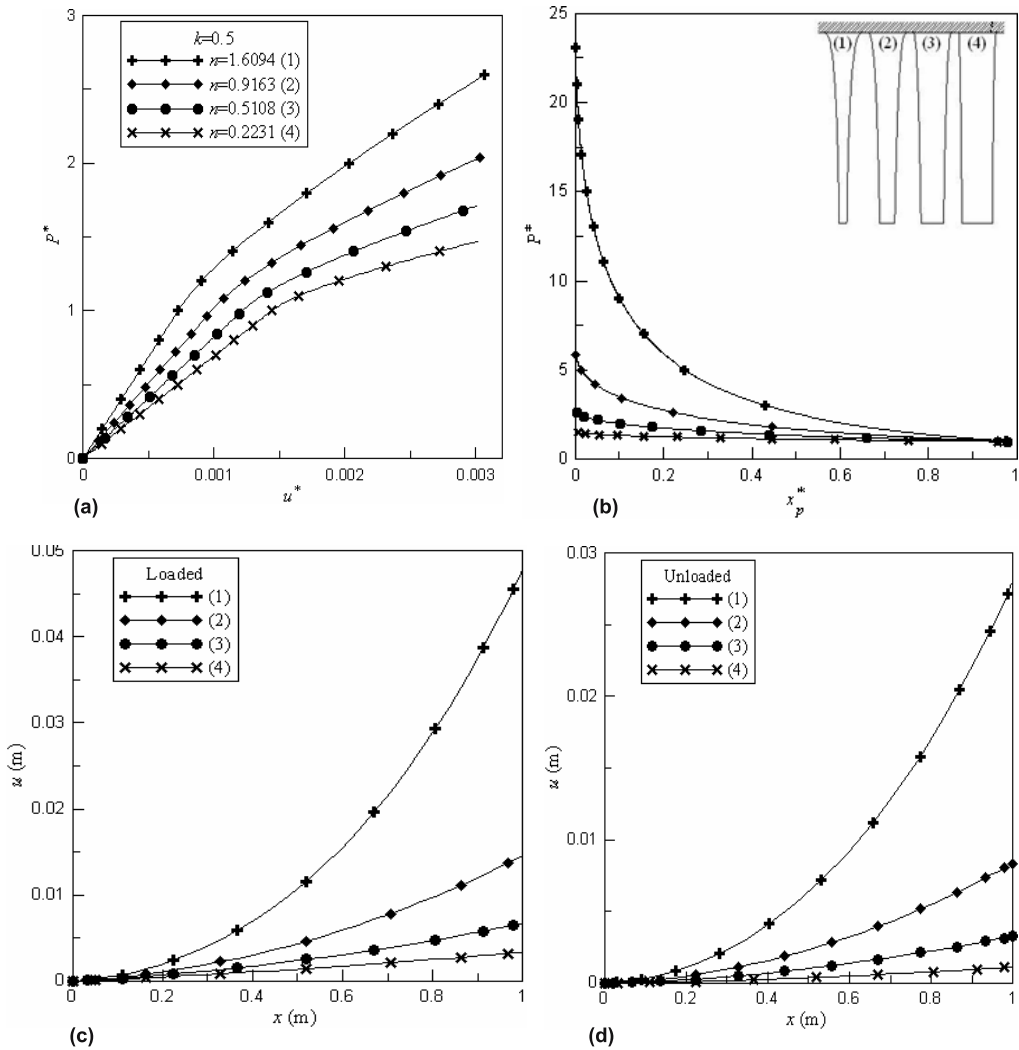 3
2
1
0
p*
k=0.5
n=1.6094 (1)
n=0.9163 (2)
n=0.5108 (3)
n=0.2231 (4)
0
0.001
0.002
0.003
u*
(a)
25
20
15
10
5
0
p*
(1)
(2)
(3)
(4)
0
0.2
0.4
0.6
0.8
1
x*p
(b)
0.05
0.04
0.03
0.02
0.01
0
u (m)
Loaded
(1)
(2)
(3)
(4)
0
0.2
0.4
0.6
0.8
1
x (m)
(c)
0.03
0.02
0.01
0
u (m)
Unloaded
(1)
(2)
(3)
(4)
0
0.2
0.4
0.6
0.8
1
x (m)
(d)